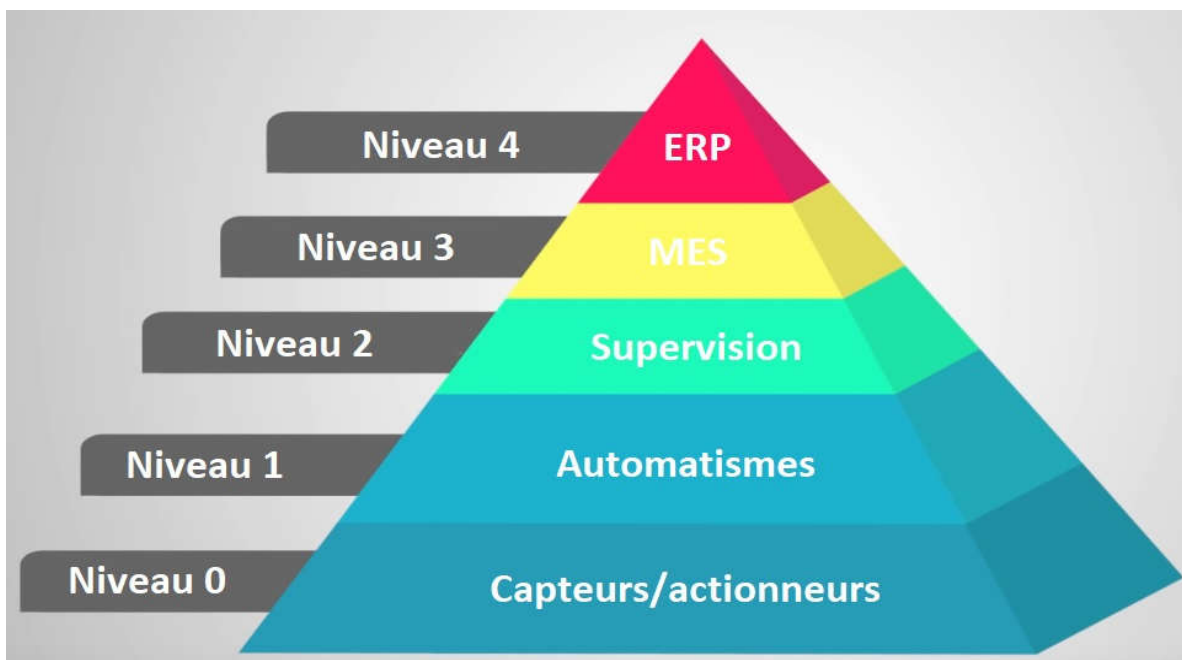 Niveau 4 ERP
Niveau 3 MES
Niveau 2 Supervision
Niveau 1 Automatismes
Niveau 0 Capteurs/actionneurs